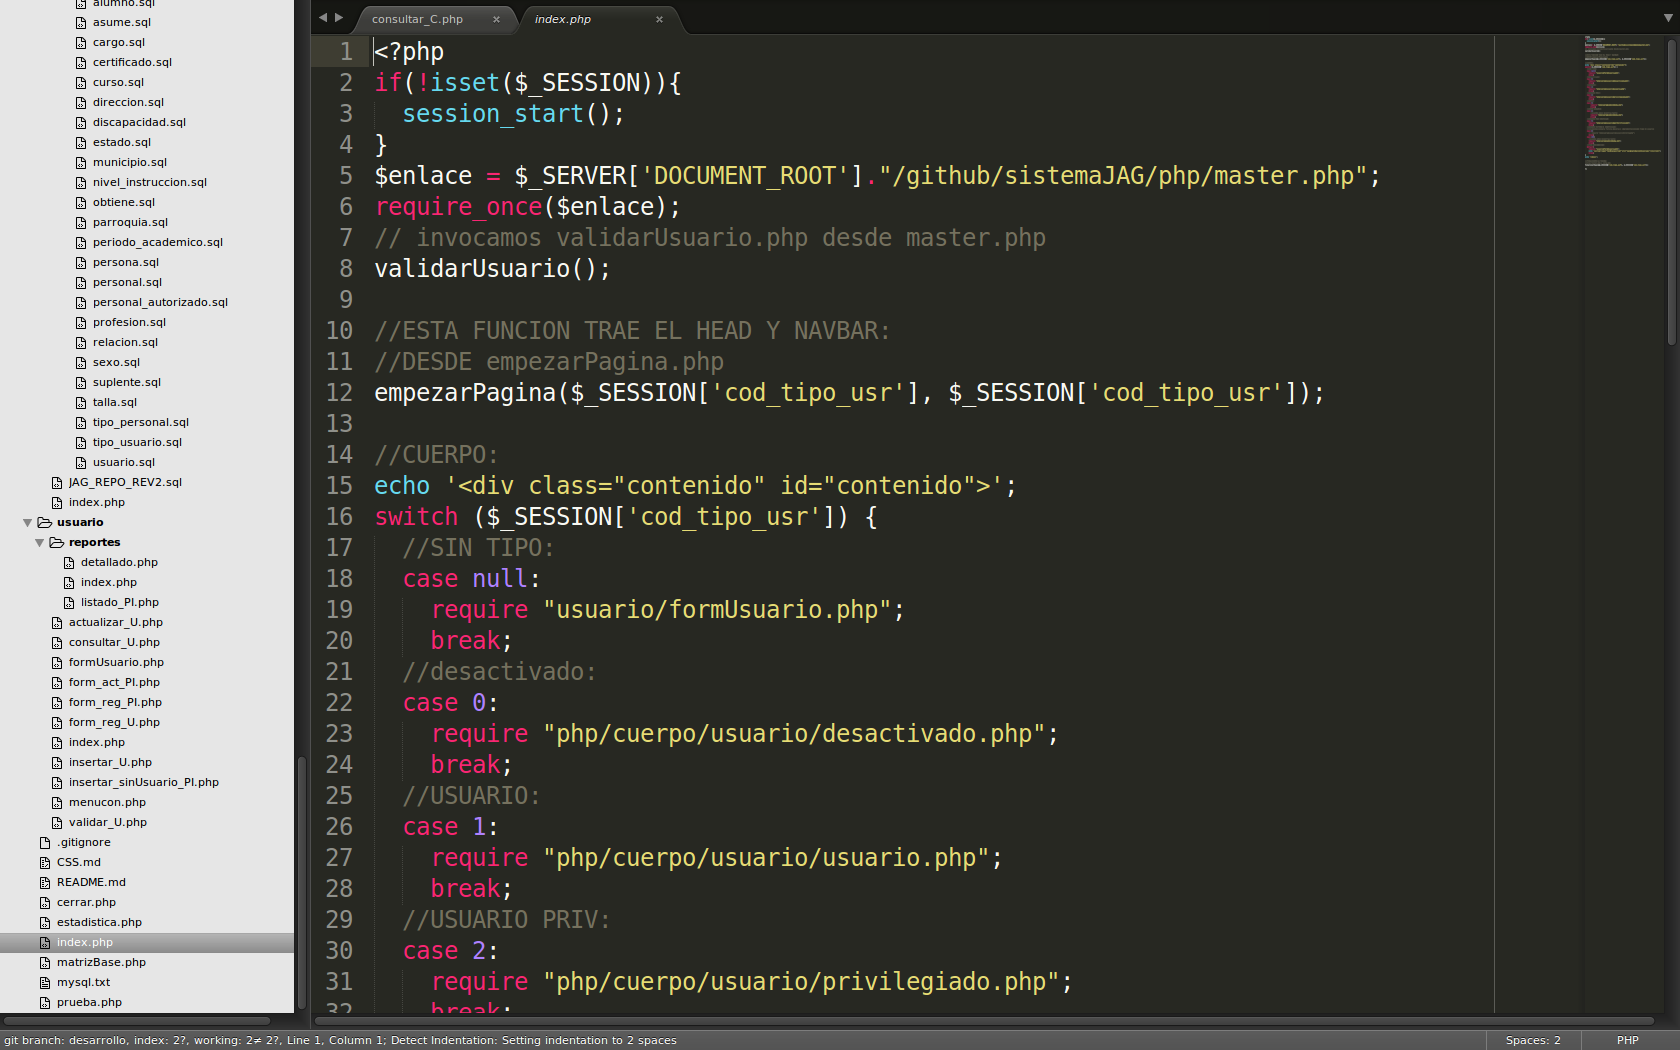 alumno.sql
asume.sql
cargo.sql
certificado.sql
curso.sql
direccion.sql
discapacidad.sql
estado.sql
municipio.sql
nivel_instruccion.sql
obtiene.sql
parroquia.sql
periodo_academico.sql
persona.sql
personal.sql
personal_autorizado.sql
profesion.sql
relacion.sql
sexo.sql
suplente.sql
talla.sql
tipo_personal.sql
tipo_usuario.sql
usuario.sql
JAG_REPO_REV2.sql
index.php
usuario
reportes
detallado.php
index.php
listado_PI.php
actualizar_U.php
consultar_U.php
formUsuario.php
form_act_PI.php
form_reg_PI.php
form_reg_U.php
index.php
insertar_U.php
insertar_sinUsuario_PI.php
menucon.php
validar_U.php
.gitignore
CSS.md
README.md
cerrar.php
estadistica.php
index.php
matrizBase.php
mysql.txt
prueba.php
consultar_C.php × index.php ×
1 <?php
2 if(!isset($_SESSION)){
3   session_start();
4 }
5 $enlace = $_SERVER['DOCUMENT_ROOT']."/github/sistemaJAG/php/master.php";
6 require_once($enlace);
7 // invocamos validarUsuario.php desde master.php
8 validarUsuario();
9
10 //ESTA FUNCION TRAE EL HEAD Y NAVBAR:
11 //DESDE empezarPagina.php
12 empezarPagina($_SESSION['cod_tipo_usr'], $_SESSION['cod_tipo_usr']);
13
14 //CUERPO:
15 echo '<div class="contenido" id="contenido">';
16 switch ($_SESSION['cod_tipo_usr']) {
17   //SIN TIPO:
18   case null:
19     require "usuario/formUsuario.php";
20     break;
21   //desactivado:
22   case 0:
23     require "php/cuerpo/usuario/desactivado.php";
24     break;
25   //USUARIO:
26   case 1:
27     require "php/cuerpo/usuario/usuario.php";
28     break;
29   //USUARIO PRIV:
30   case 2:
31     require "php/cuerpo/usuario/privilegiado.php";
32     break;
git branch: desarrollo, index: 2?, working: 2≠ 2?, Line 1, Column 1; Detect Indentation: Setting indentation to 2 spaces
Spaces: 2
PHP